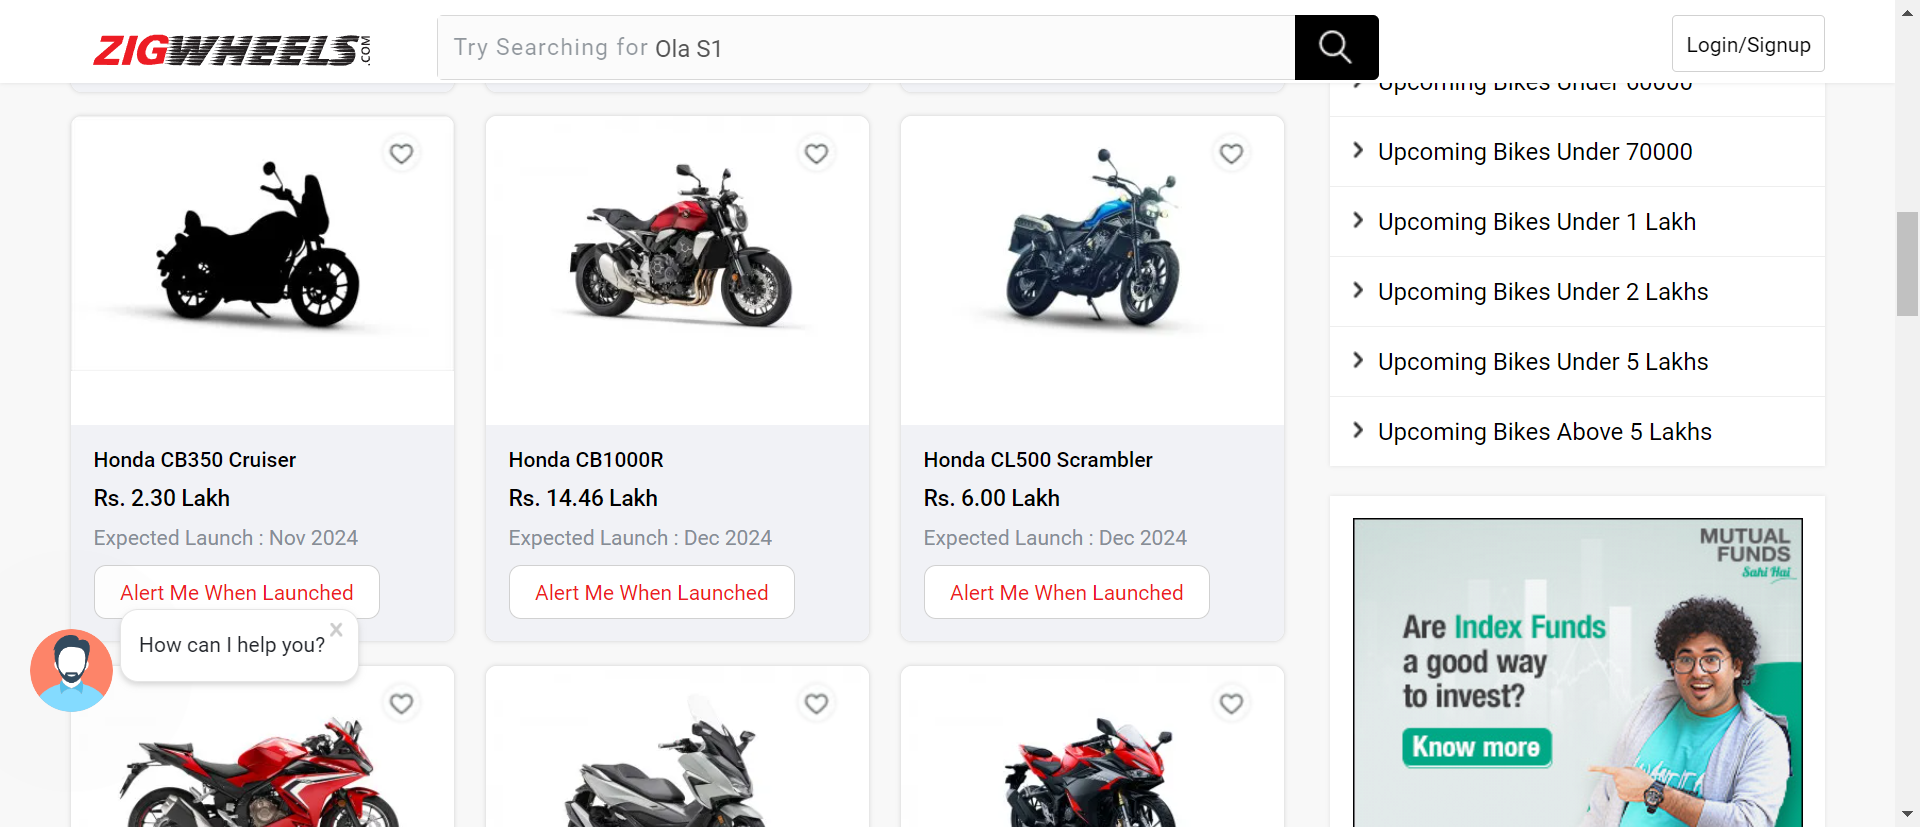 ZIGWHEELS.COM
Try Searching for Ola S1
Login/Signup
Upcoming Bikes Under 60000
Upcoming Bikes Under 70000
Upcoming Bikes Under 1 Lakh
Upcoming Bikes Under 2 Lakhs
Upcoming Bikes Under 5 Lakhs
Upcoming Bikes Above 5 Lakhs
Honda CB350 Cruiser
Rs. 2.30 Lakh
Expected Launch : Nov 2024
Alert Me When Launched
Honda CB1000R
Rs. 14.46 Lakh
Expected Launch : Dec 2024
Alert Me When Launched
Honda CL500 Scrambler
Rs. 6.00 Lakh
Expected Launch : Dec 2024
Alert Me When Launched
How can I help you?
MUTUAL
FUNDS
Sahi Hai
Are Index Funds
a good way
to invest?
Know more